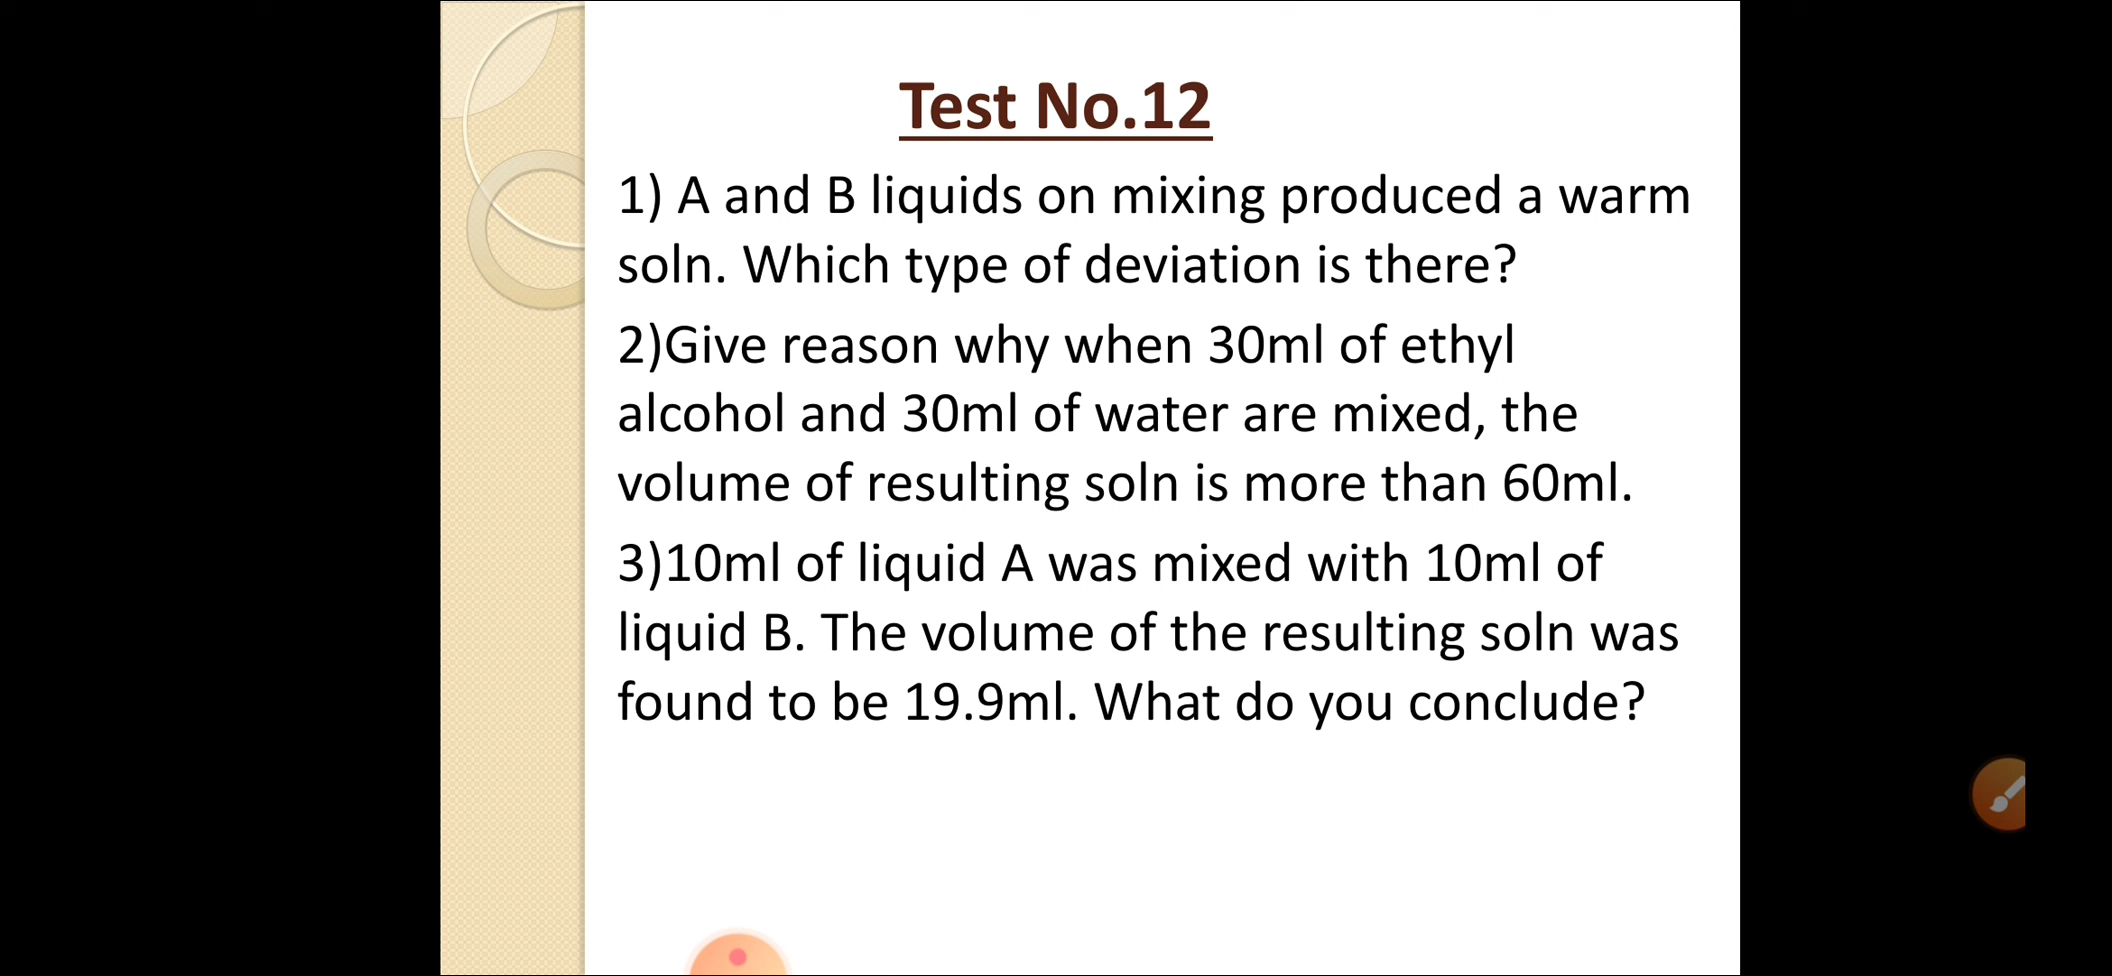 Test No.12
1) A and B liquids on mixing produced a warm
soln. Which type of deviation is there?
2)Give reason why when 30ml of ethyl
alcohol and 30ml of water are mixed, the
volume of resulting soln is more than 60ml.
3)10ml of liquid A was mixed with 10ml of
liquid B. The volume of the resulting soln was
found to be 19.9ml. What do you conclude?